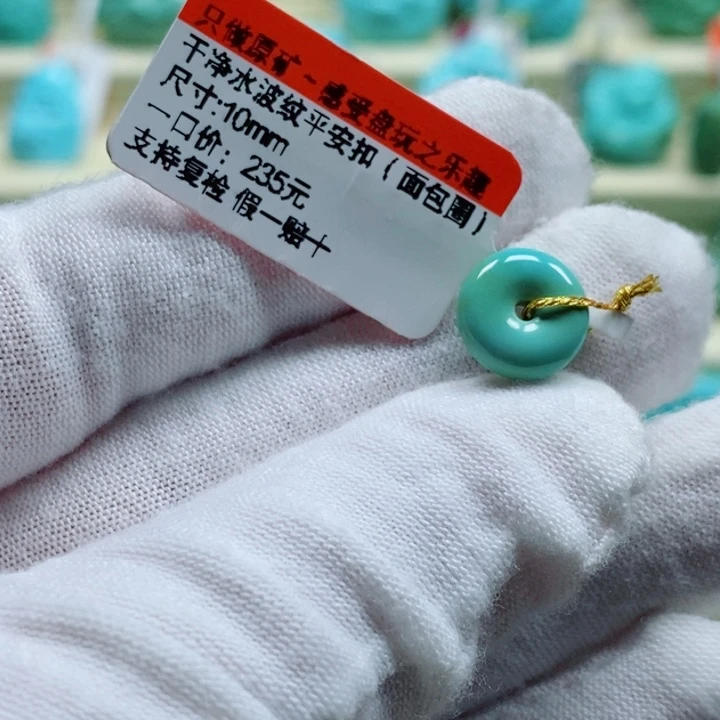 只做原矿~感受盘玩之乐趣
干净水波纹平安扣(面包圈)
尺寸:10mm
一口价: 235元
支持复检 假一赔十